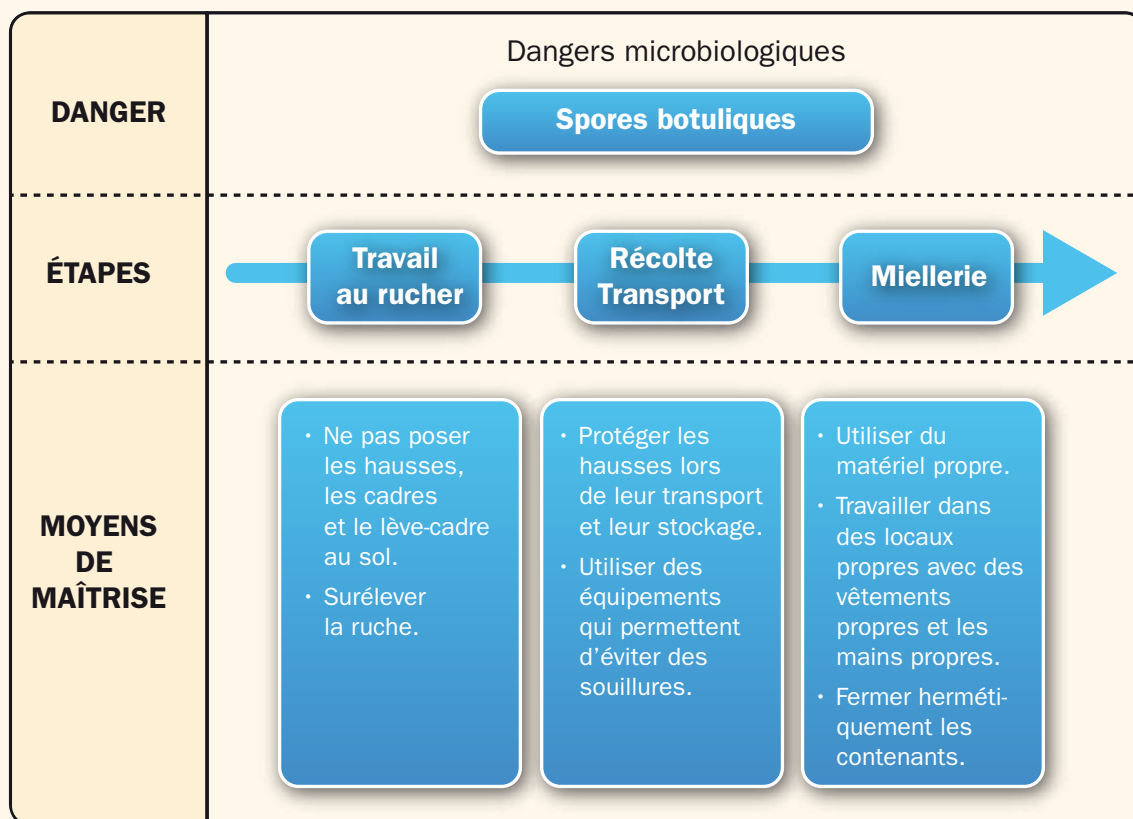 DANGER
Dangers microbiologiques
Spores botuliques
ÉTAPES
Travail
au rucher
Récolte
Transport
Miellerie
MOYENS
DE
MAÎTRISE
· Ne pas poser
les hausses,
les cadres
et le lève-cadre
au sol.
· Surélever
la ruche.
· Protéger les
hausses lors
de leur transport
et leur stockage.
· Utiliser des
équipements
qui permettent
d’éviter des
souillures.
· Utiliser du
matériel propre.
· Travailler dans
des locaux
propres avec des
vêtements
propres et les
mains propres.
· Fermer herméti-
quement les
contenants.